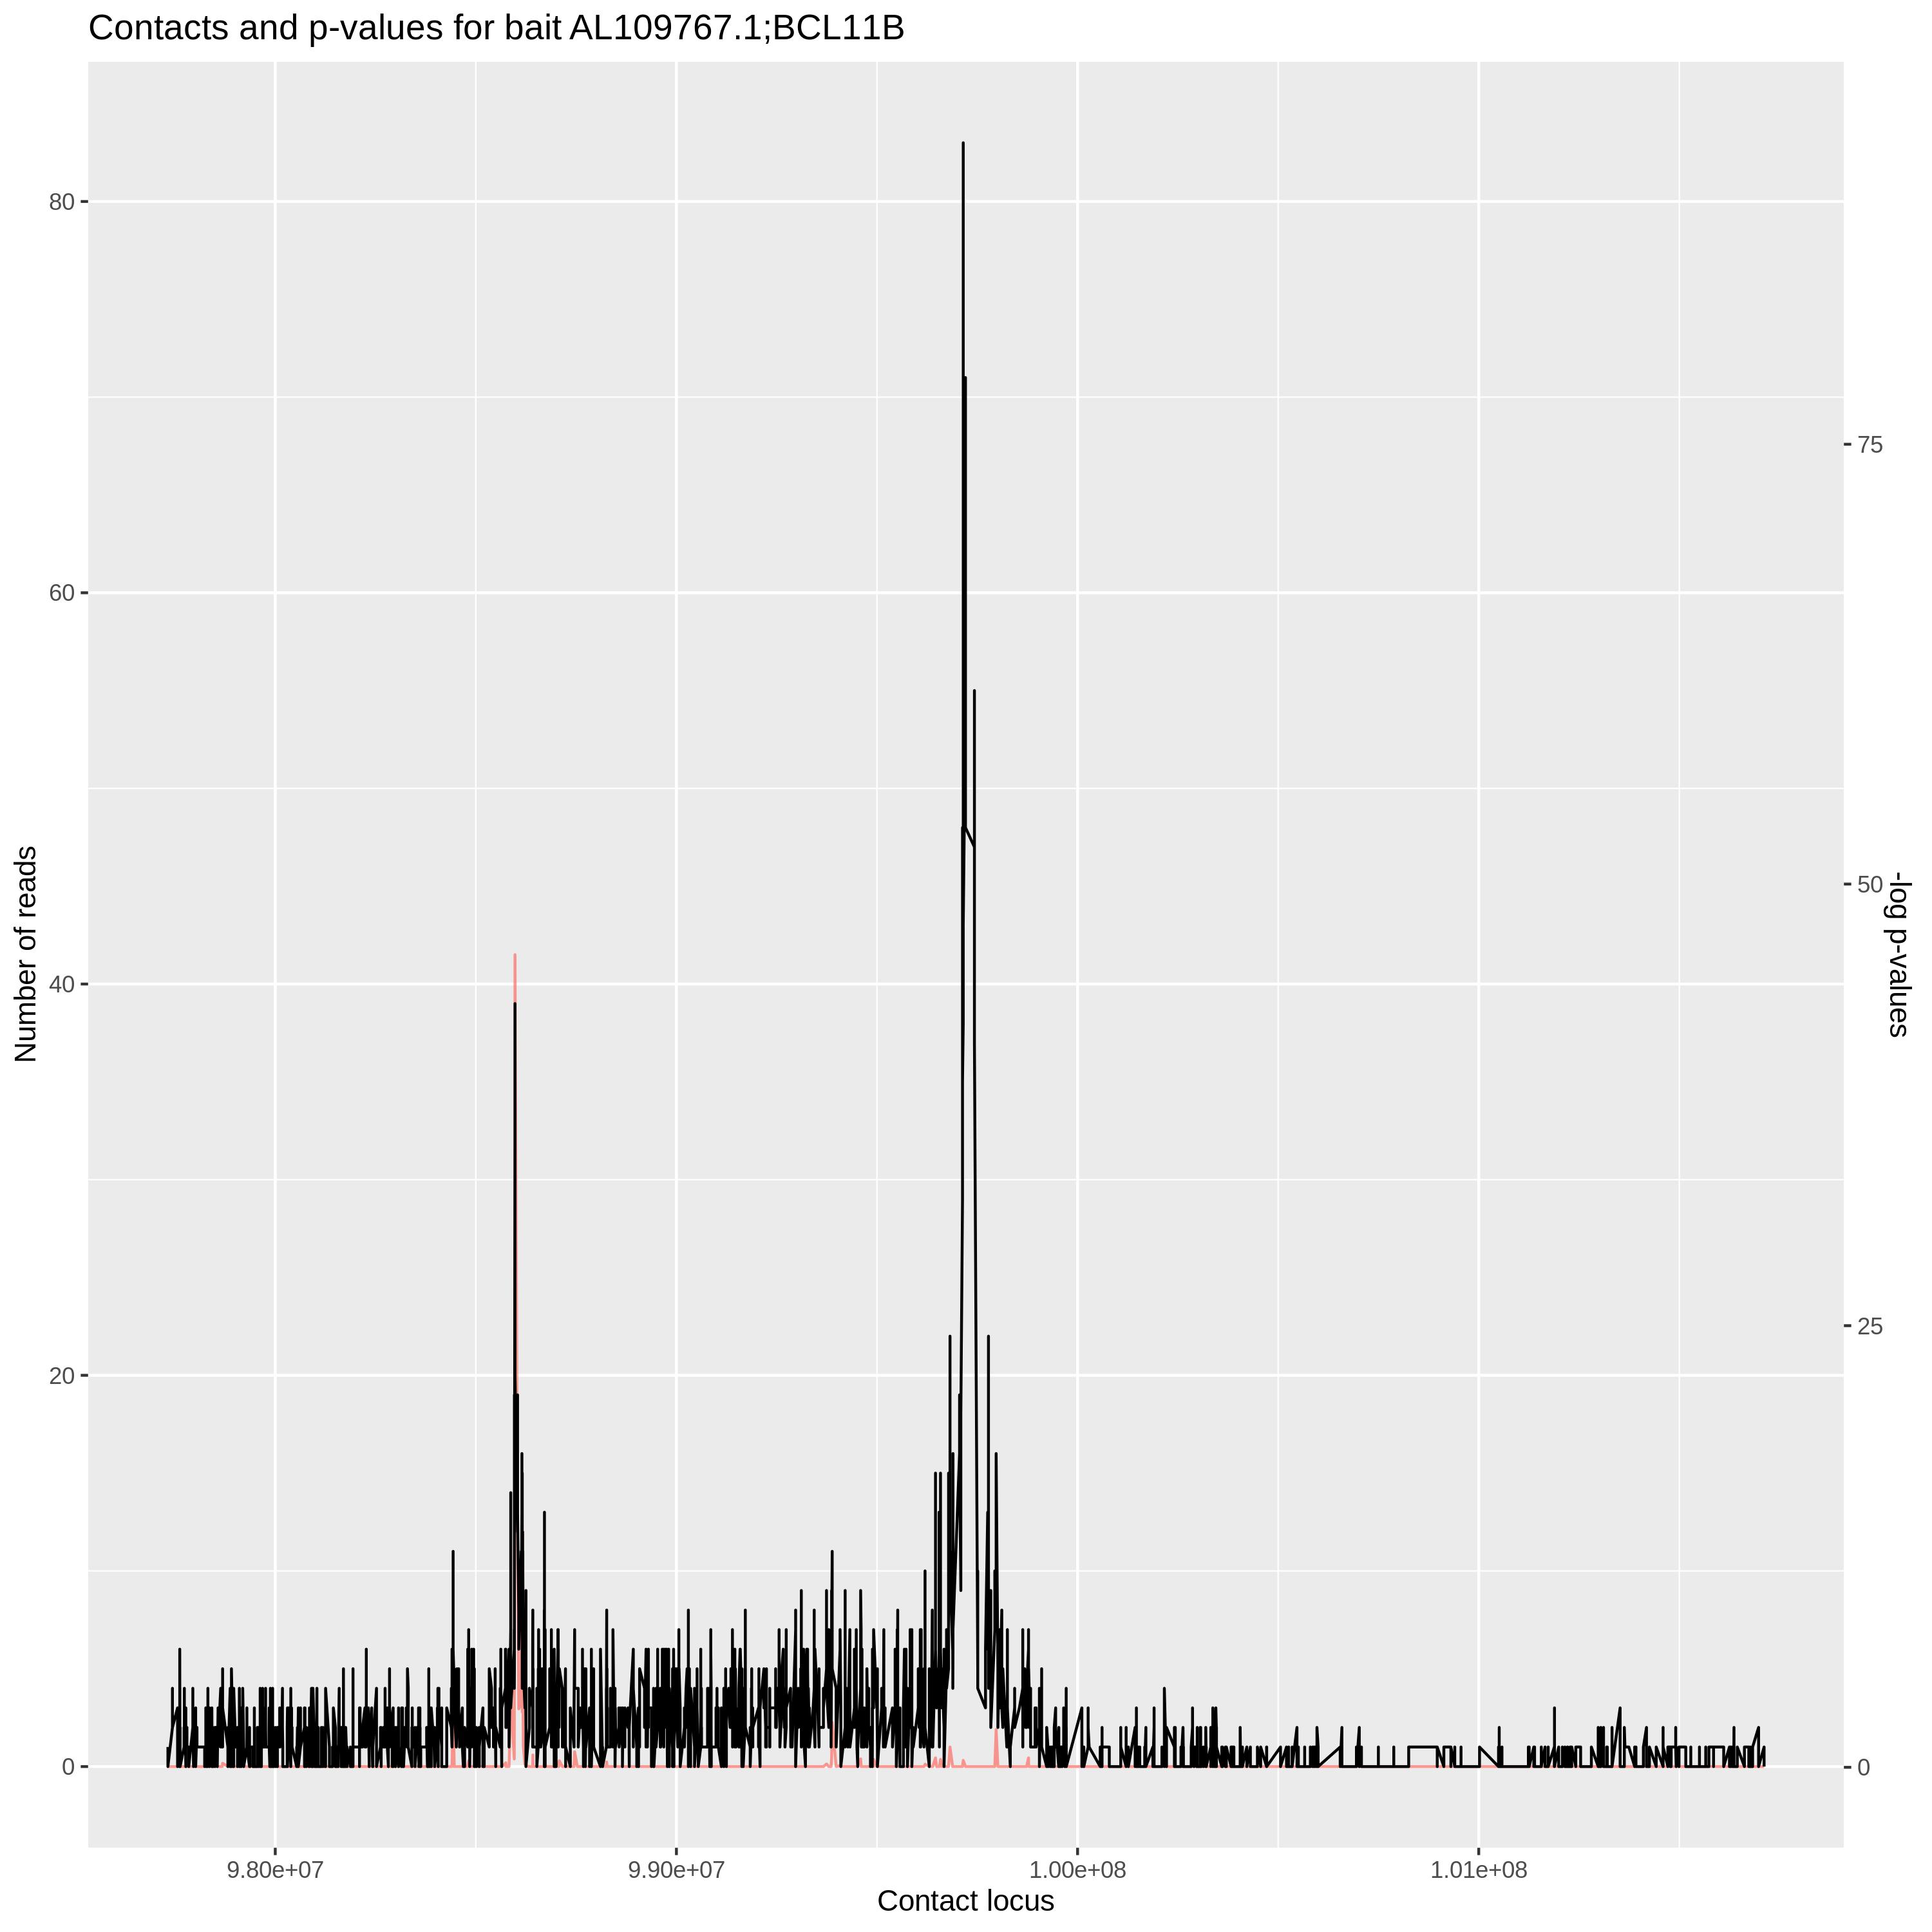 Contacts and p-values for bait AL109767.1;BCL11B
80
60
40
20
0
Number of reads
75
50
25
0
-log p-values
9.80e+07
9.90e+07
1.00e+08
1.01e+08
Contact locus